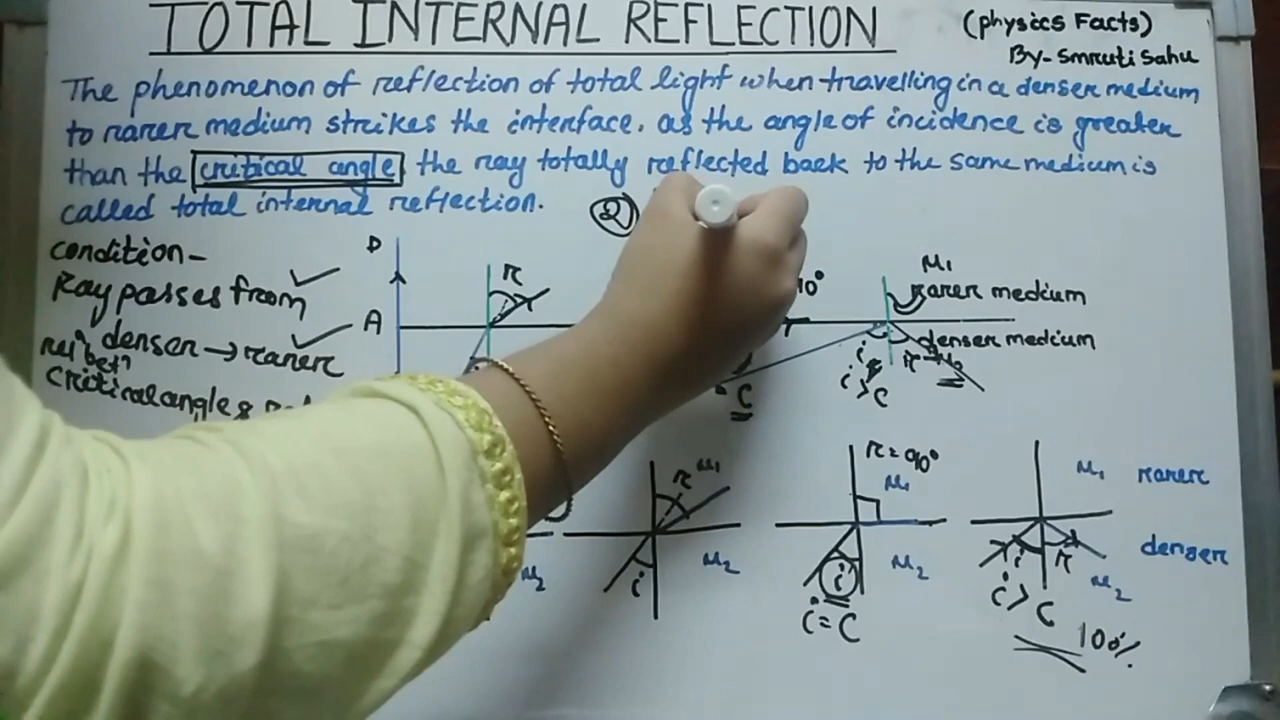 TOTAL INTERNAL REFLECTION
(physics Facts)
By- Smruti Sahu
The phenomenon of reflection of total light when travelling in a denser medium
to rarer medium strikes the interface. as the angle of incidence is greater
than the critical angle, the ray totally reflected back to the same medium is
called total internal reflection.
②
condition-
Ray passes from
denser → rarer
D
A
r
μ1
rarer medium
denser medium
i
r
i > C
C
r μ1
i
μ2
μ2
r = 90°
μ1
μ2
i
i = C
μ1 rarer
denser
i r
μ2
i > C
100%